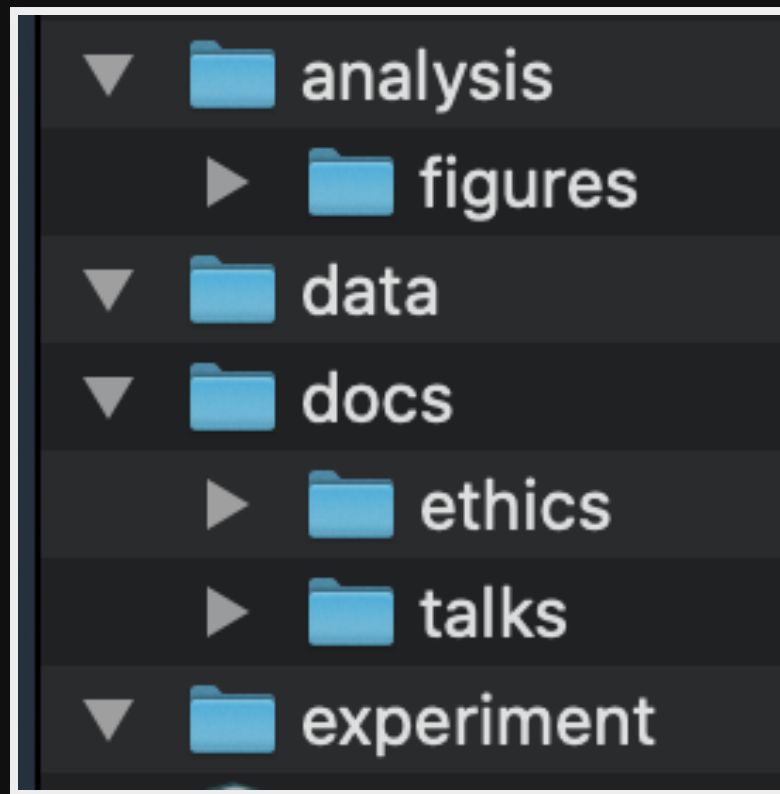 analysis
figures
data
docs
ethics
talks
experiment